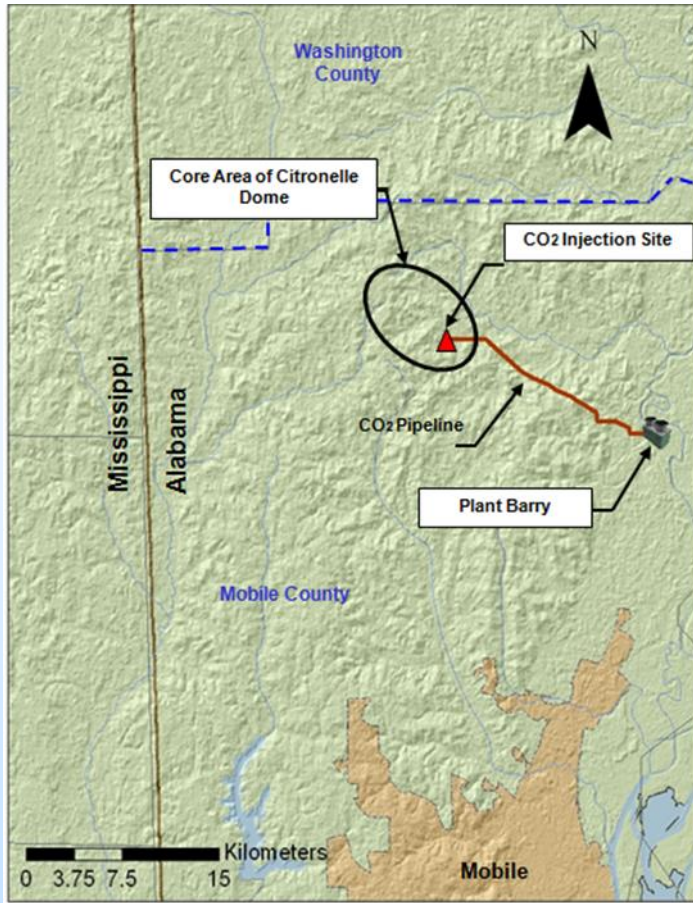 Washington
County
N
Core Area of Citronelle
Dome
CO2 Injection Site
Mississippi
Alabama
CO2 Pipeline
Plant Barry
Mobile County
Kilometers
0 3.75 7.5 15
Mobile